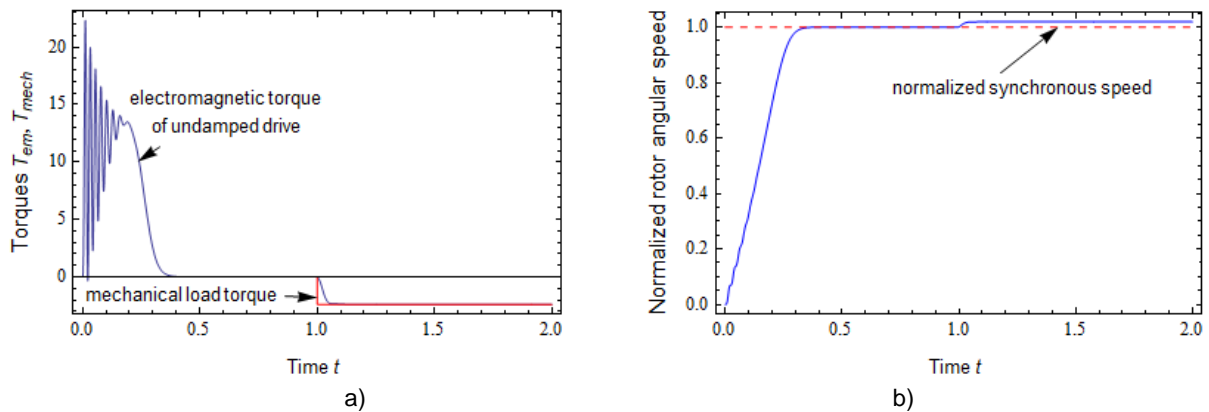 Torques T_em, T_mech
20
15
10
5
0
electromagnetic torque
of undamped drive
mechanical load torque
0.0 0.5 1.0 1.5 2.0
Time t
a)
Normalized rotor angular speed
1.0
0.8
0.6
0.4
0.2
0.0
normalized synchronous speed
0.0 0.5 1.0 1.5 2.0
Time t
b)